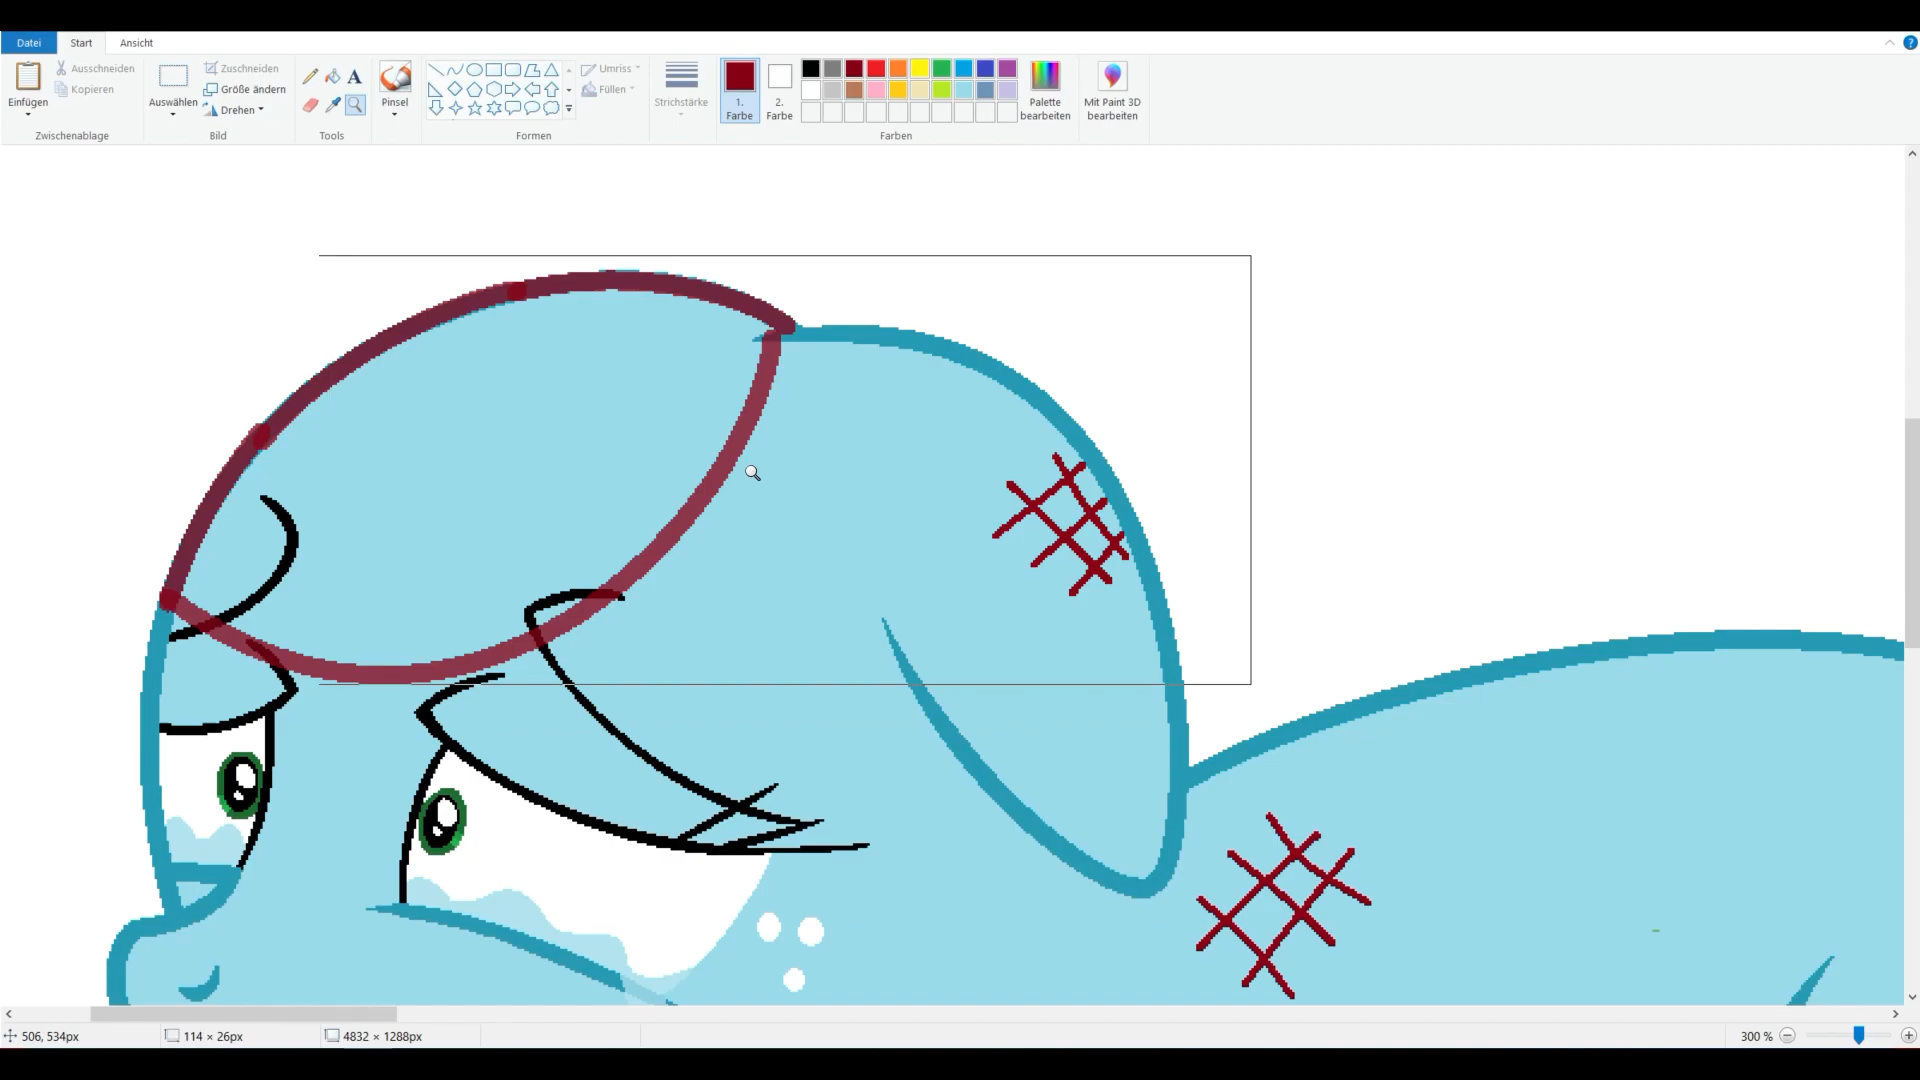 Datei Start Ansicht
Einfügen
Ausschneiden
Kopieren
Zwischenablage
Auswählen
Zuschneiden
Größe ändern
Drehen
Bild
A
Tools
Pinsel
Formen
Umriss
Füllen
Strichstärke
1.
Farbe
2.
Farbe
Farben
Palette
bearbeiten
Mit Paint 3D
bearbeiten
?
506, 534px 114 × 26px 4832 × 1288px 300 %